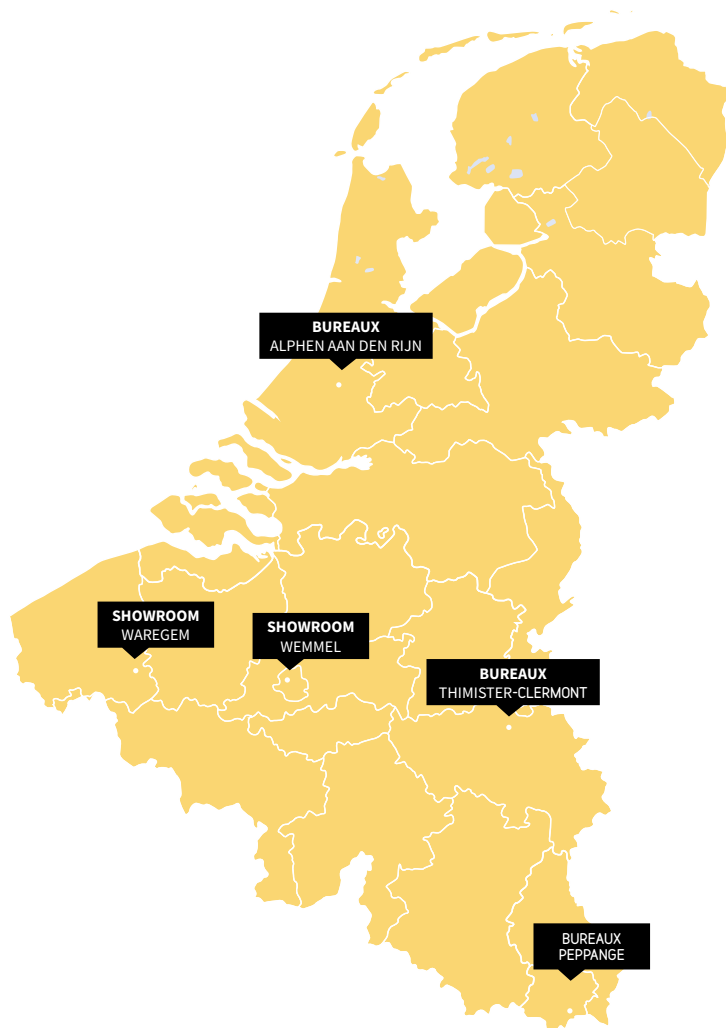 BUREAUX
ALPHEN AAN DEN RIJN
SHOWROOM
WAREGEM
SHOWROOM
WEMMEL
BUREAUX
THIMISTER-CLERMONT
BUREAUX
PEPPANGE